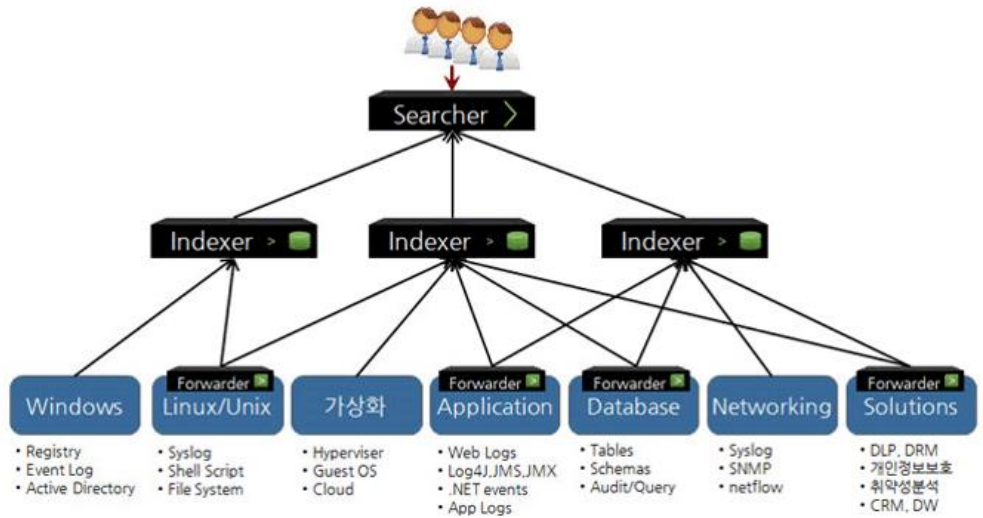 Searcher
Indexer
Indexer
Indexer
Forwarder
Forwarder
Forwarder
Forwarder
Windows
Linux/Unix
가상화
Application
Database
Networking
Solutions
• Registry
• Event Log
• Active Directory
• Syslog
• Shell Script
• File System
• Hyperviser
• Guest OS
• Cloud
• Web Logs
• Log4J,JMS,JMX
• .NET events
• App Logs
• Tables
• Schemas
• Audit/Query
• Syslog
• SNMP
• netflow
• DLP, DRM
• 개인정보보호
• 취약성분석
• CRM, DW